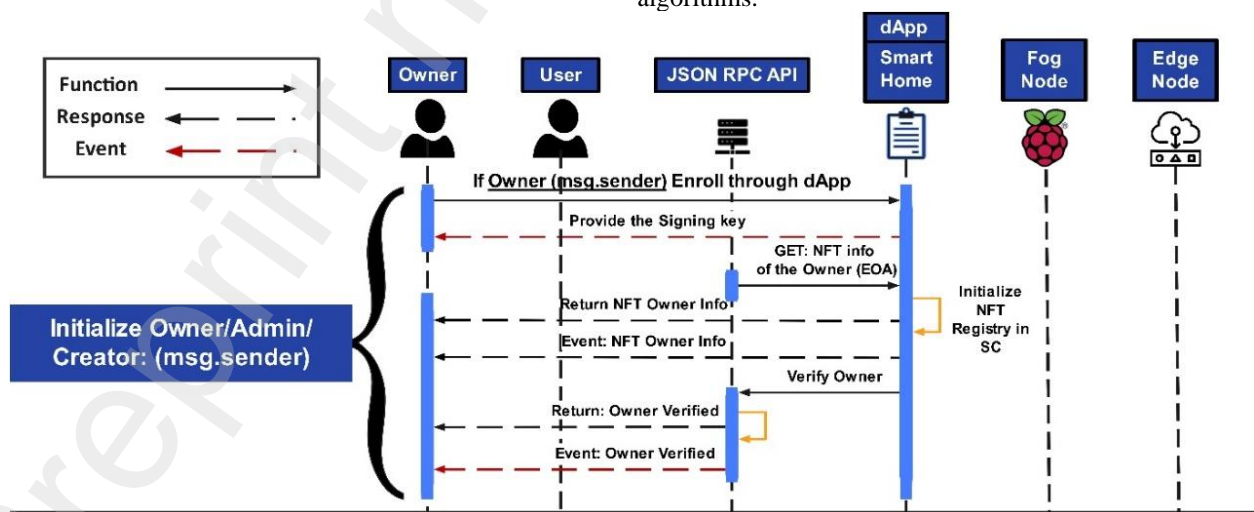 algorithms.
dApp
Owner
User
JSON RPC API
Smart
Home
Fog
Node
Edge
Node
Function
Response
Event
If Owner (msg.sender) Enroll through dApp
Provide the Signing key
GET: NFT info
of the Owner (EOA)
Return NFT Owner Info
Initialize
NFT
Registry in
SC
Initialize Owner/Admin/
Creator: (msg.sender)
Event: NFT Owner Info
Verify Owner
Return: Owner Verified
Event: Owner Verified
reprint